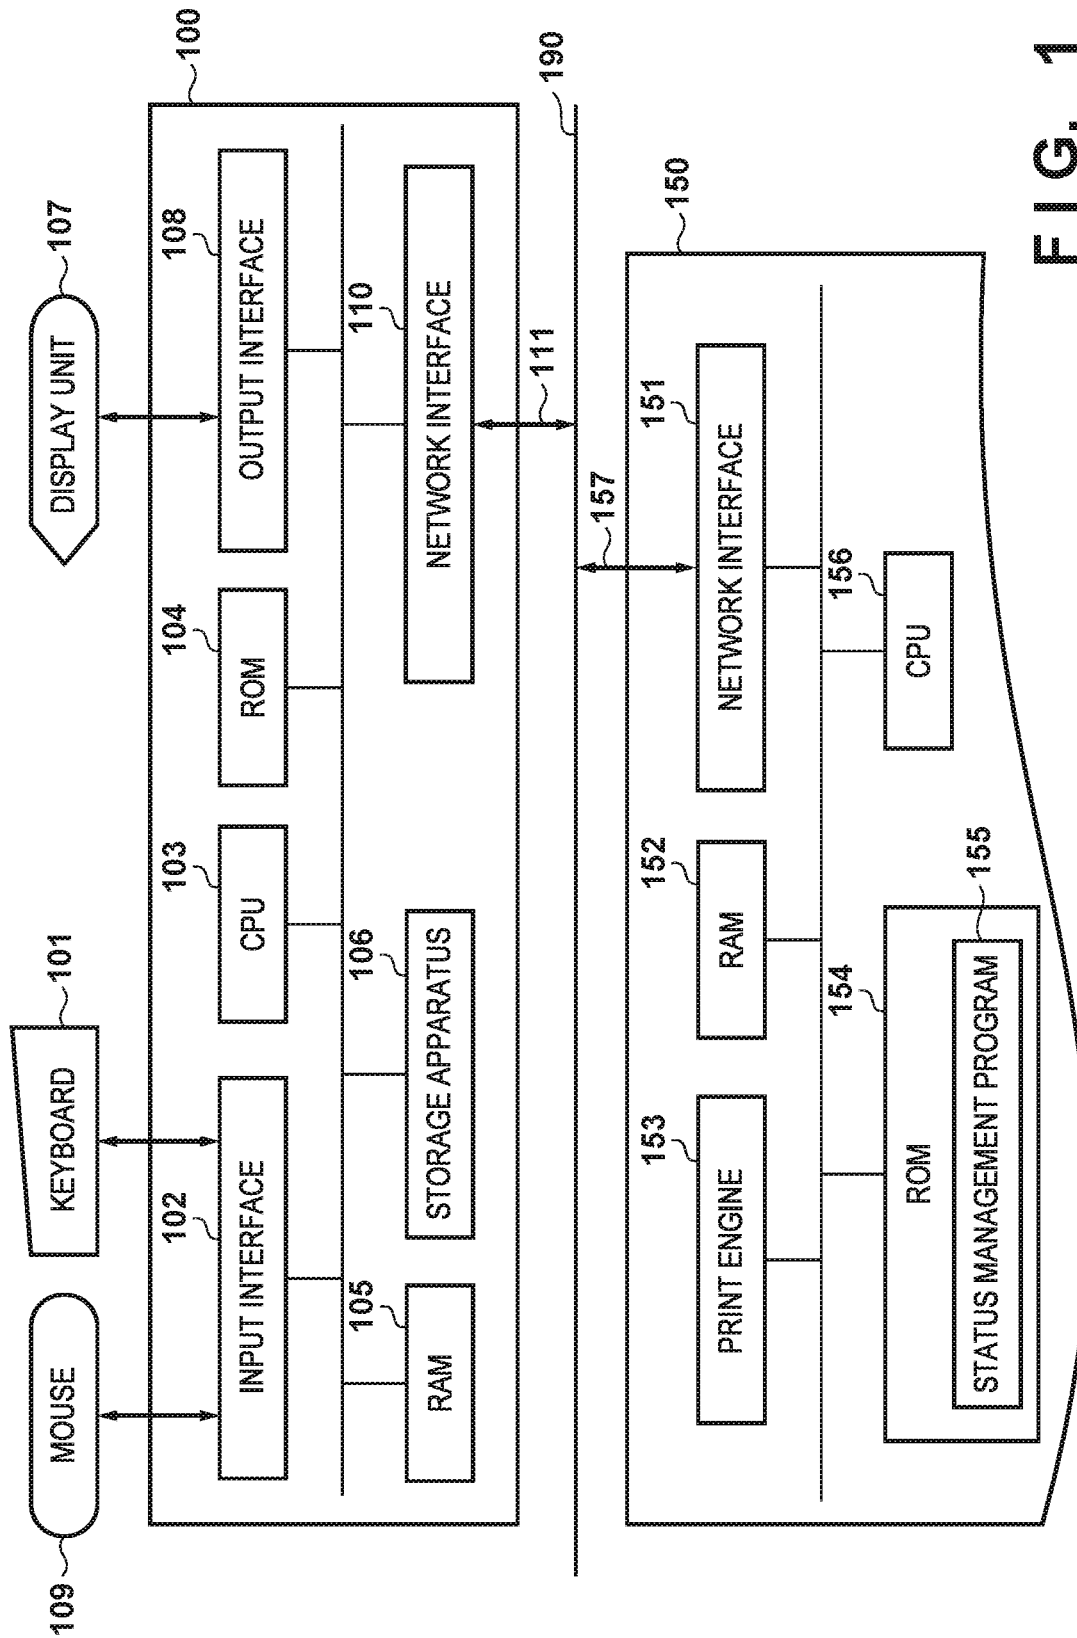 109
MOUSE
KEYBOARD
101
DISPLAY UNIT
107
100
102
INPUT INTERFACE
103
CPU
104
ROM
108
OUTPUT INTERFACE
105
RAM
106
STORAGE APPARATUS
110
NETWORK INTERFACE
111
190
157
150
153
PRINT ENGINE
152
RAM
151
NETWORK INTERFACE
154
ROM
155
STATUS MANAGEMENT PROGRAM
156
CPU
FIG. 1